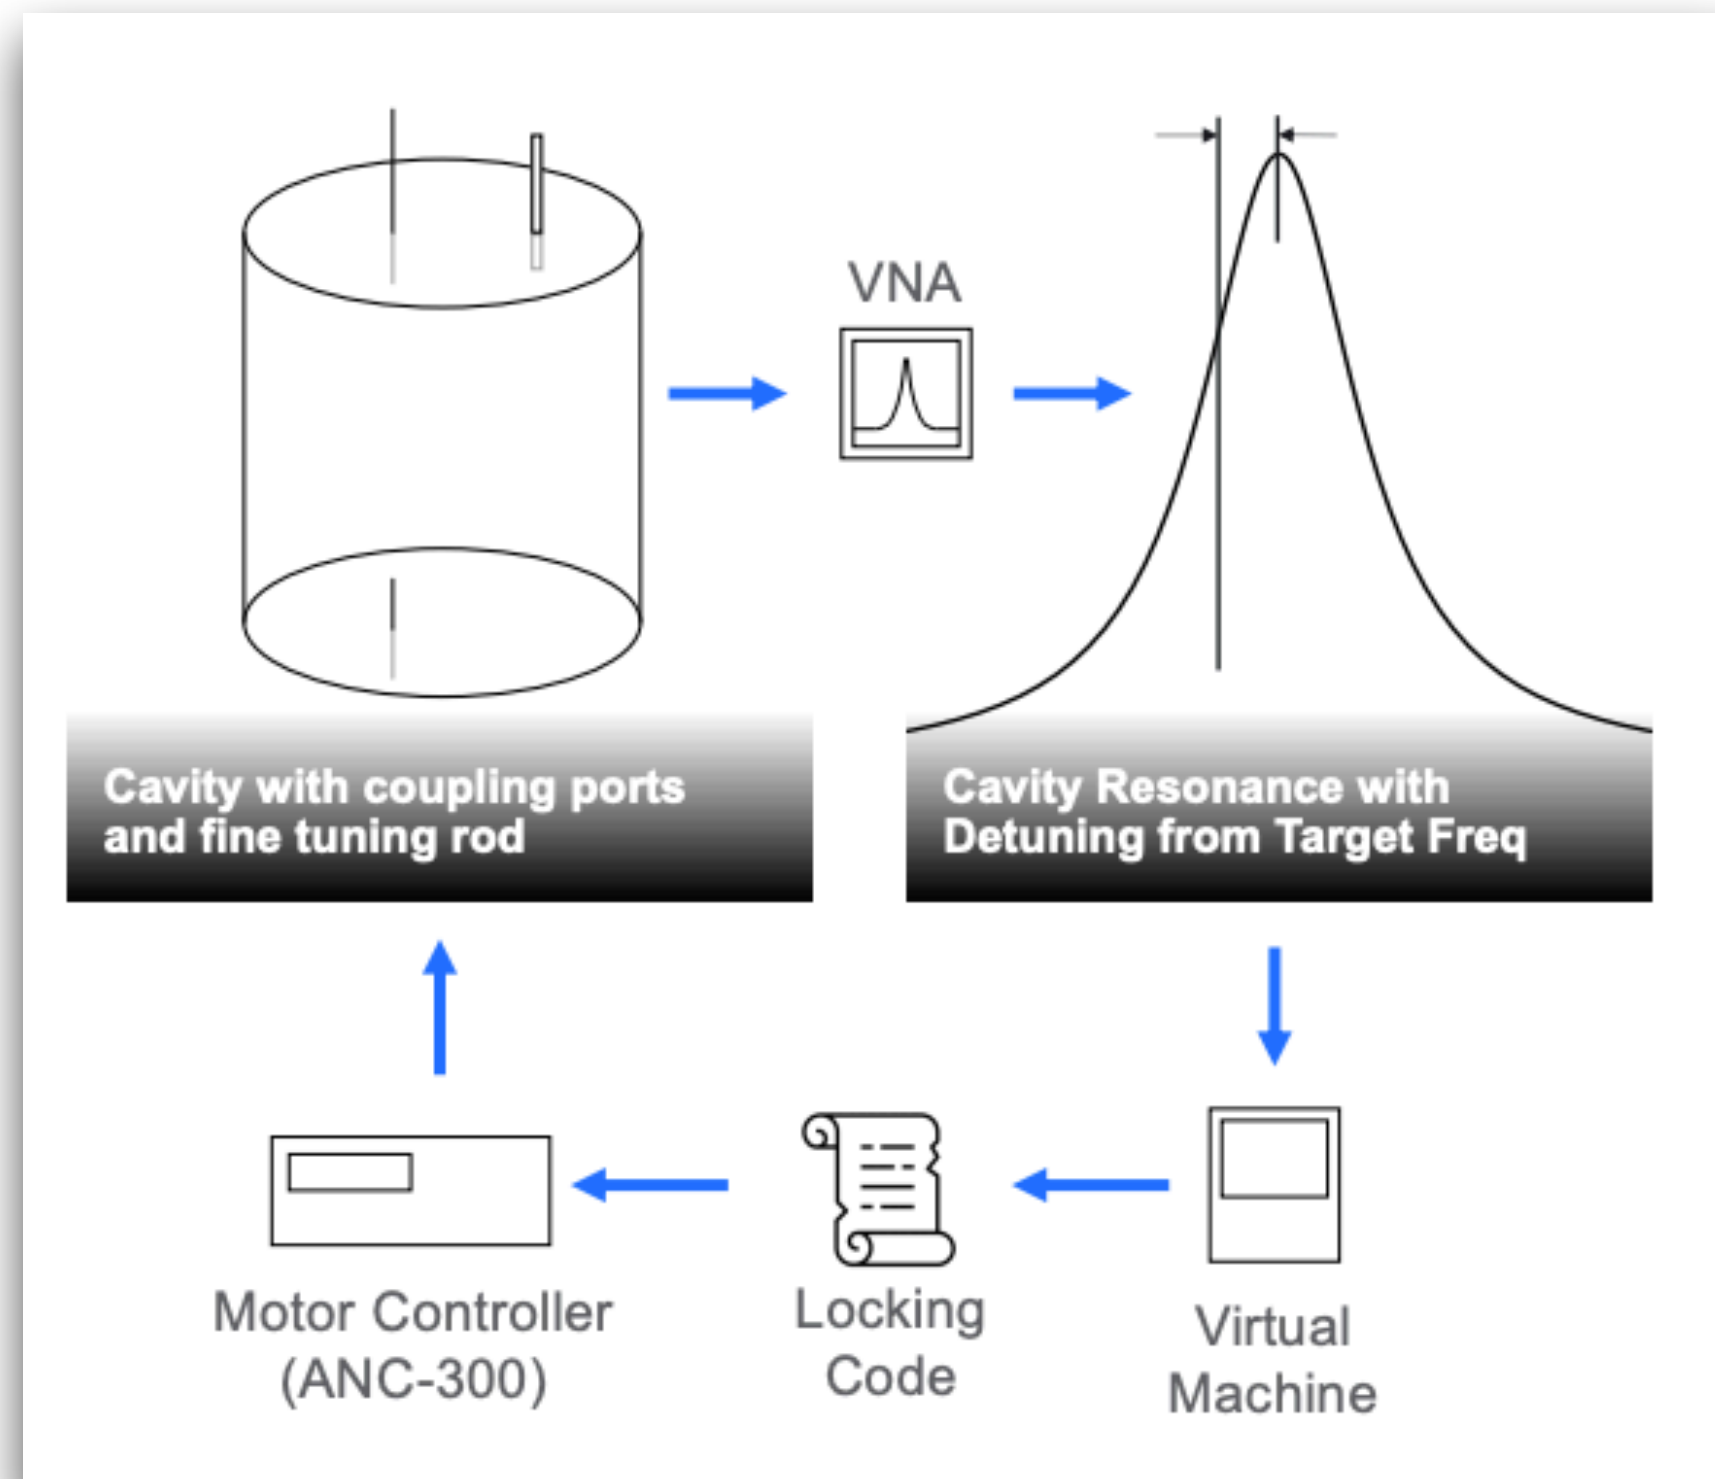 VNA
Cavity with coupling ports
and fine tuning rod
Cavity Resonance with
Detuning from Target Freq
Motor Controller
(ANC-300)
Locking
Code
Virtual
Machine